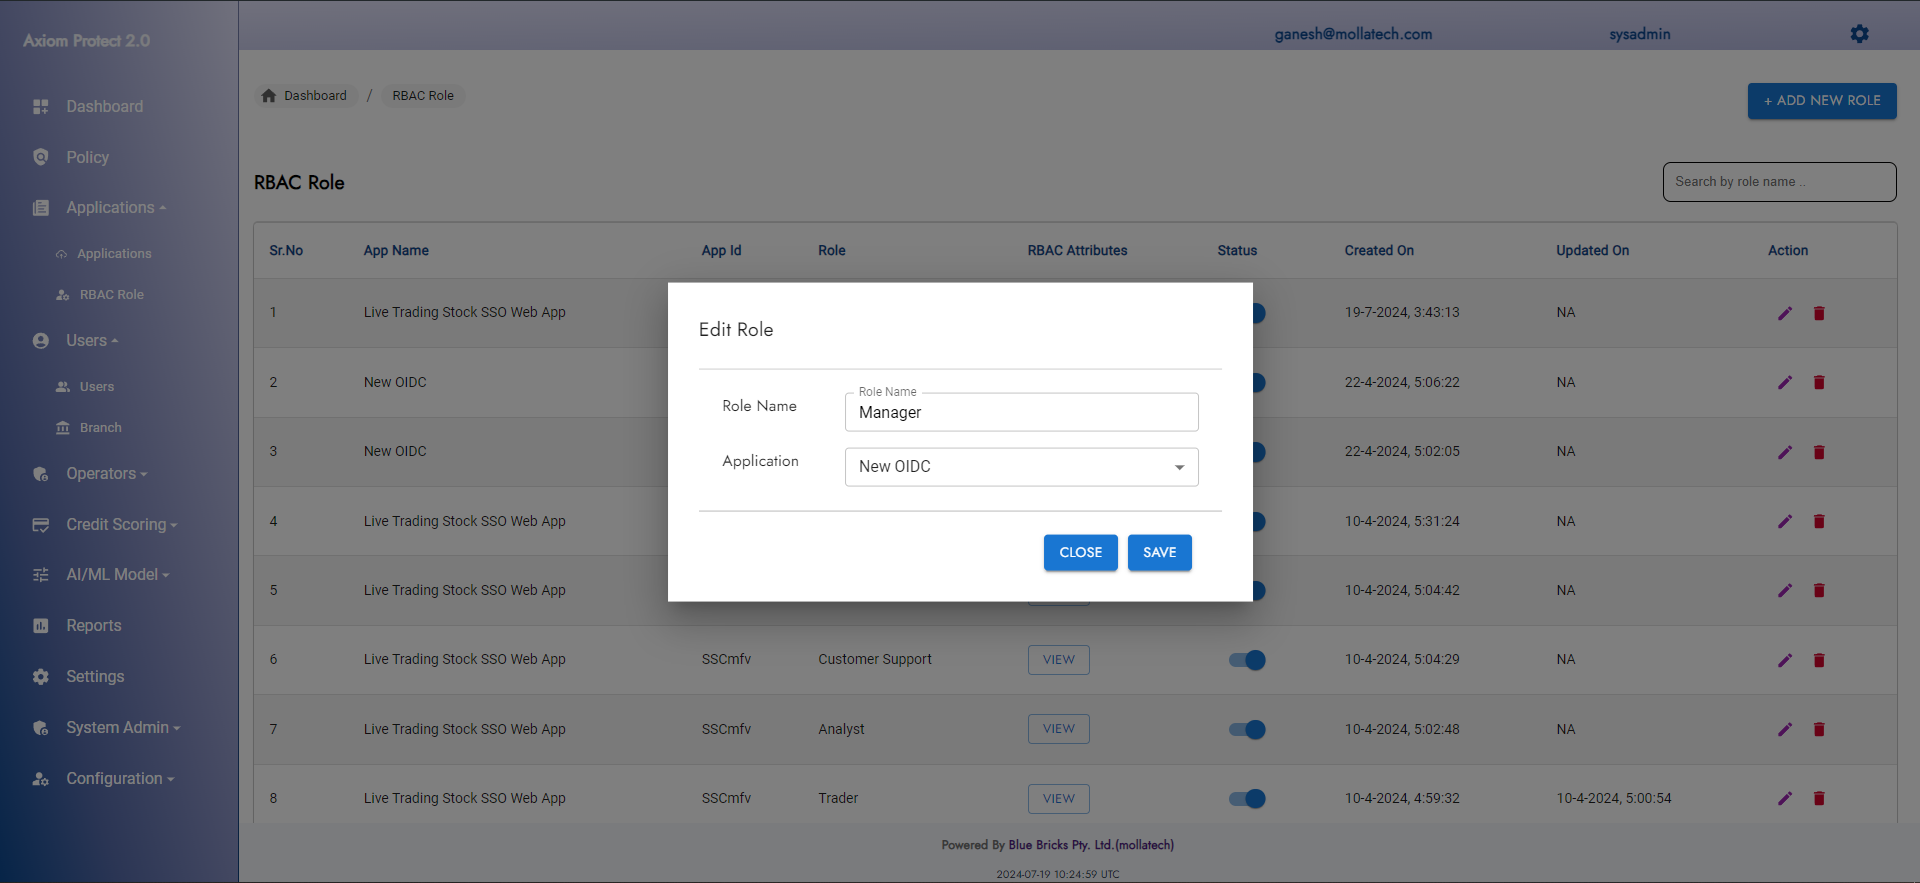 Axiom Protect 2.0
ganesh@mollatech.com sysadmin
Dashboard
Policy
Applications
Applications
RBAC Role
Users
Users
Branch
Operators
Credit Scoring
AI/ML Model
Reports
Settings
System Admin
Configuration
Dashboard / RBAC Role
+ ADD NEW ROLE
RBAC Role
Search by role name ..
Sr.No App Name App Id Role RBAC Attributes Status Created On Updated On Action
1 Live Trading Stock SSO Web App 19-7-2024, 3:43:13 NA
2 New OIDC 22-4-2024, 5:06:22 NA
3 New OIDC 22-4-2024, 5:02:05 NA
4 Live Trading Stock SSO Web App 10-4-2024, 5:31:24 NA
5 Live Trading Stock SSO Web App 10-4-2024, 5:04:42 NA
6 Live Trading Stock SSO Web App SSCmfv Customer Support VIEW 10-4-2024, 5:04:29 NA
7 Live Trading Stock SSO Web App SSCmfv Analyst VIEW 10-4-2024, 5:02:48 NA
8 Live Trading Stock SSO Web App SSCmfv Trader VIEW 10-4-2024, 4:59:32 10-4-2024, 5:00:54
Edit Role
Role Name
Role Name
Manager
Application
New OIDC
CLOSE SAVE
Powered By Blue Bricks Pty. Ltd.(mollatech)
2024-07-19 10:24:59 UTC